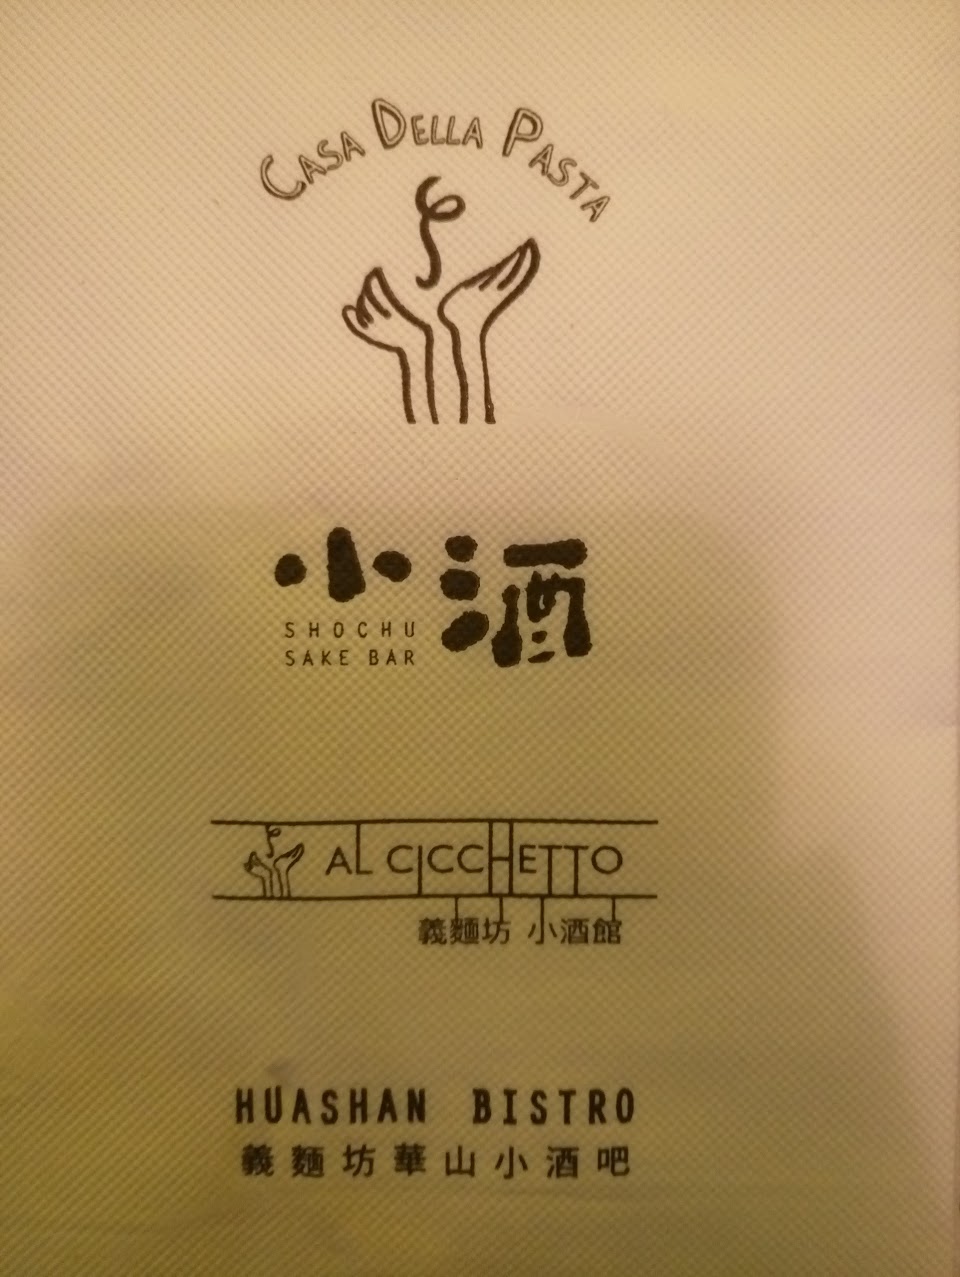 CASA DELLA PASTA
小酒
SHOCHU
SAKE BAR
AL CICCHETTO
義麵坊 小酒館
HUASHAN BISTRO
義麵坊華山小酒吧